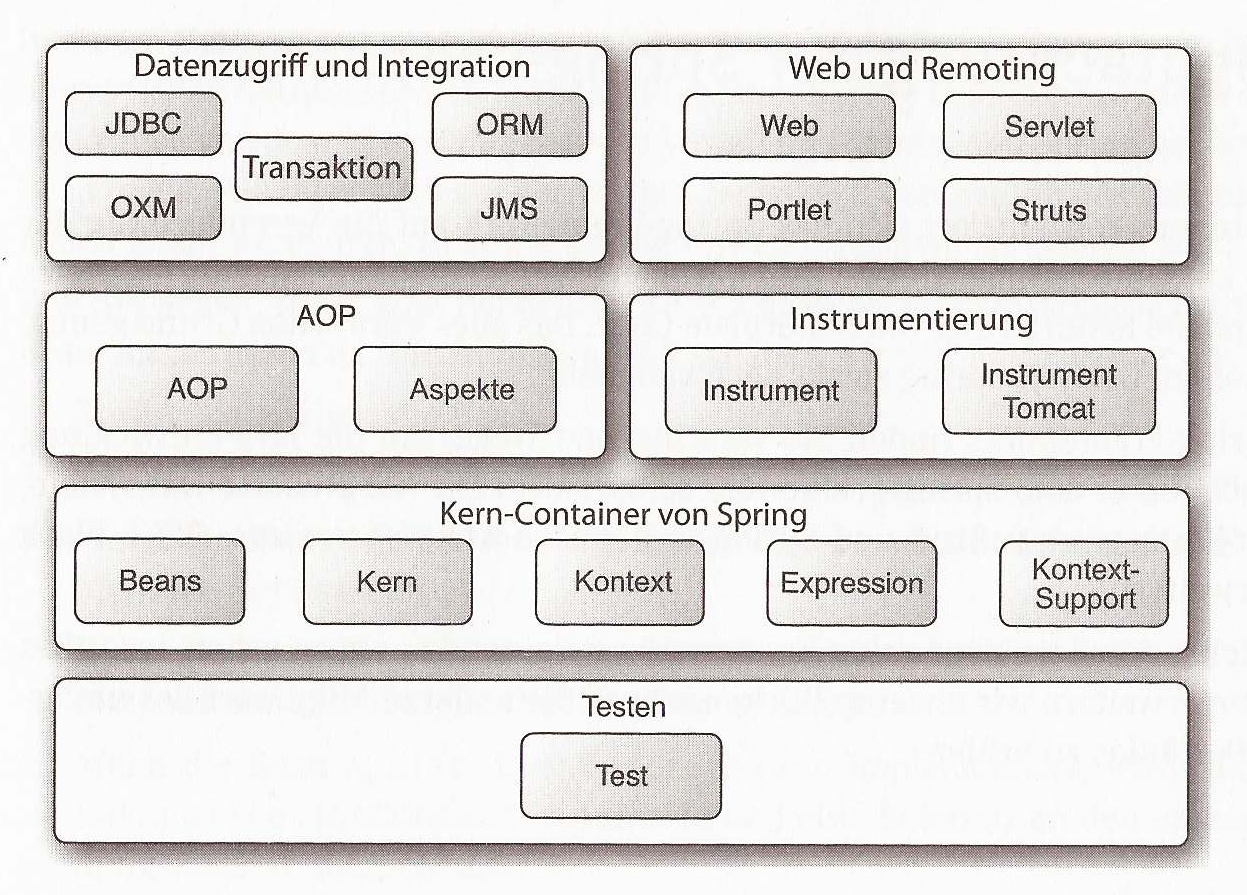 Datenzugriff und Integration
JDBC
ORM
Transaktion
OXM
JMS
Web und Remoting
Web
Servlet
Portlet
Struts
AOP
AOP
Aspekte
Instrumentierung
Instrument
Instrument
Tomcat
Kern-Container von Spring
Beans
Kern
Kontext
Expression
Kontext-
Support
Testen
Test